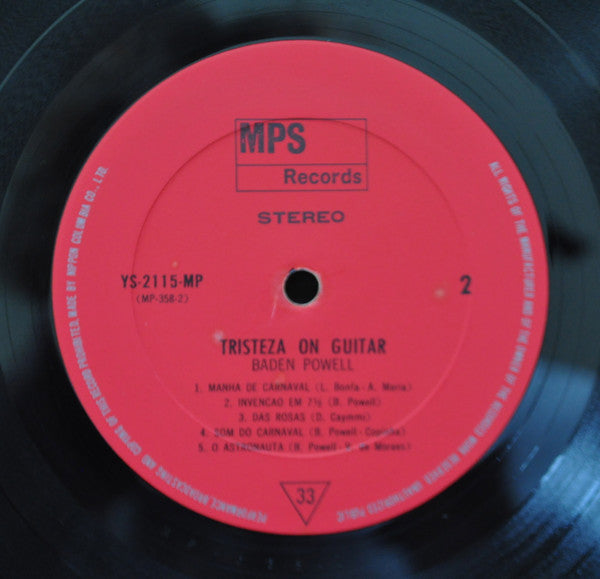 MPS
Records
STEREO
YS-2115-MP
(MP-358-2)
2
TRISTEZA ON GUITAR
BADEN POWELL
1. MANHA DE CARNAVAL (L. Bonfa-A. Maria)
2. INVENCAO EM 7½ (B. Powell)
3. DAS ROSAS (D. Caymmi)
4. SOM DO CARNAVAL (B. Powell-Copinha)
5. O ASTRONAUTA (B. Powell-V. de Moraes)
33
ALL RIGHTS OF THE MANUFACTURER AND OF THE OWNER OF THE RECORDED WORK RESERVED. UNAUTHORIZED PUBLIC
PERFORMANCE, BROADCASTING AND COPYING OF THIS RECORD PROHIBITED. MADE BY NIPPON COLUMBIA CO., LTD.